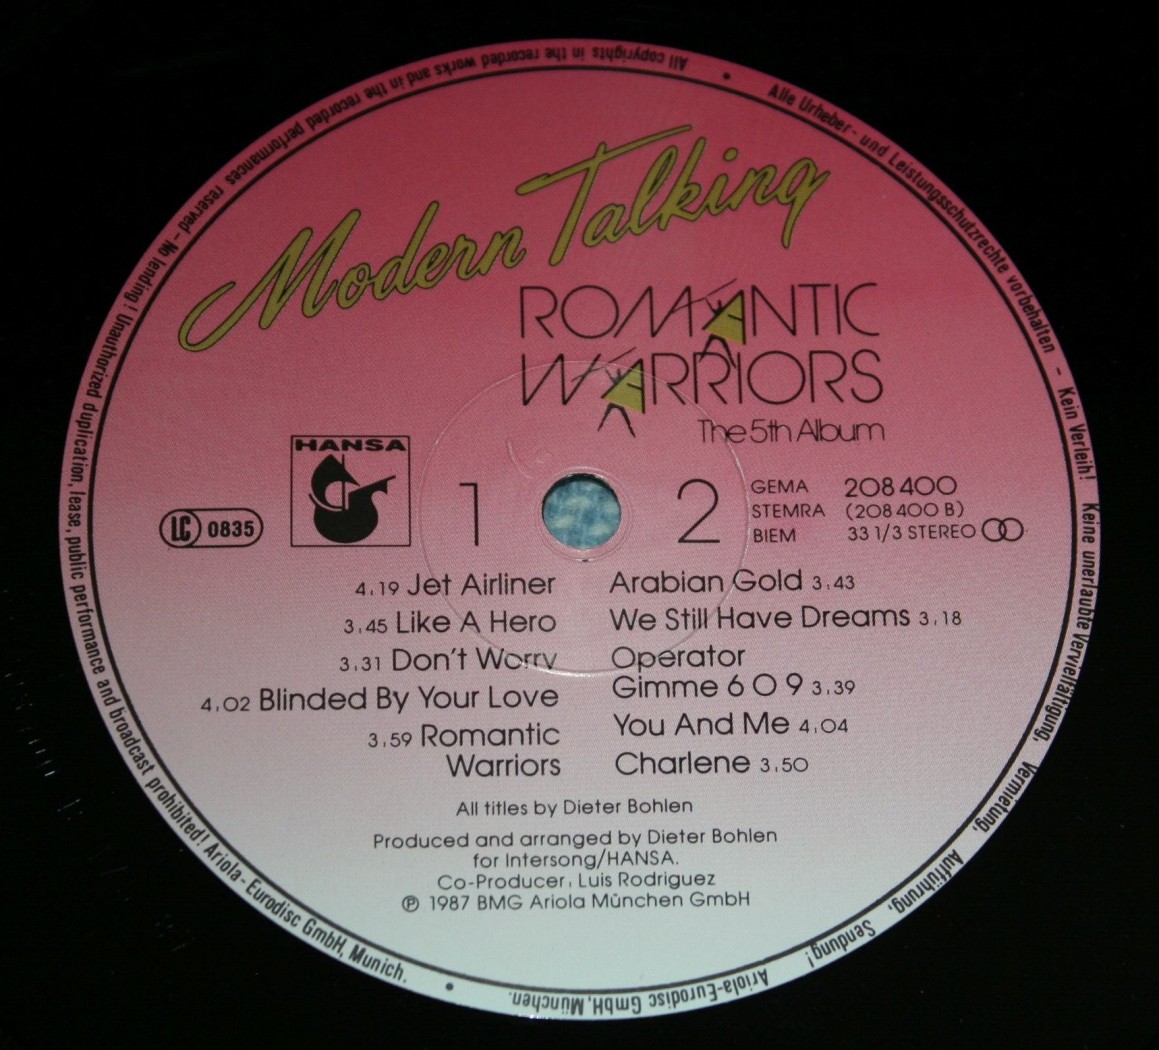 All copyrights in the recorded works and in the recorded performances reserved - No lending! Unauthorized duplication, lease, public performance and broadcast prohibited! Ariola-Eurodisc GmbH, Munich.
Alle Urheber- und Leistungsschutzrechte vorbehalten - Kein Verleih! Keine unerlaubte Vervielfältigung, Vermietung, Aufführung, Sendung! Ariola-Eurodisc GmbH, München.
Modern Talking
ROMANTIC
WARRIORS
The 5th Album
HANSA
LC 0835
1
2
GEMA 208 400
STEMRA (208 400 B)
BIEM 33 1/3 STEREO
4.19 Jet Airliner
3.45 Like A Hero
3.31 Don't Worry
4.02 Blinded By Your Love
3.59 Romantic
Warriors
Arabian Gold 3.43
We Still Have Dreams 3.18
Operator
Gimme 6 O 9 3.39
You And Me 4.04
Charlene 3.50
All titles by Dieter Bohlen
Produced and arranged by Dieter Bohlen
for Intersong/HANSA.
Co-Producer. Luis Rodriguez
℗ 1987 BMG Ariola München GmbH